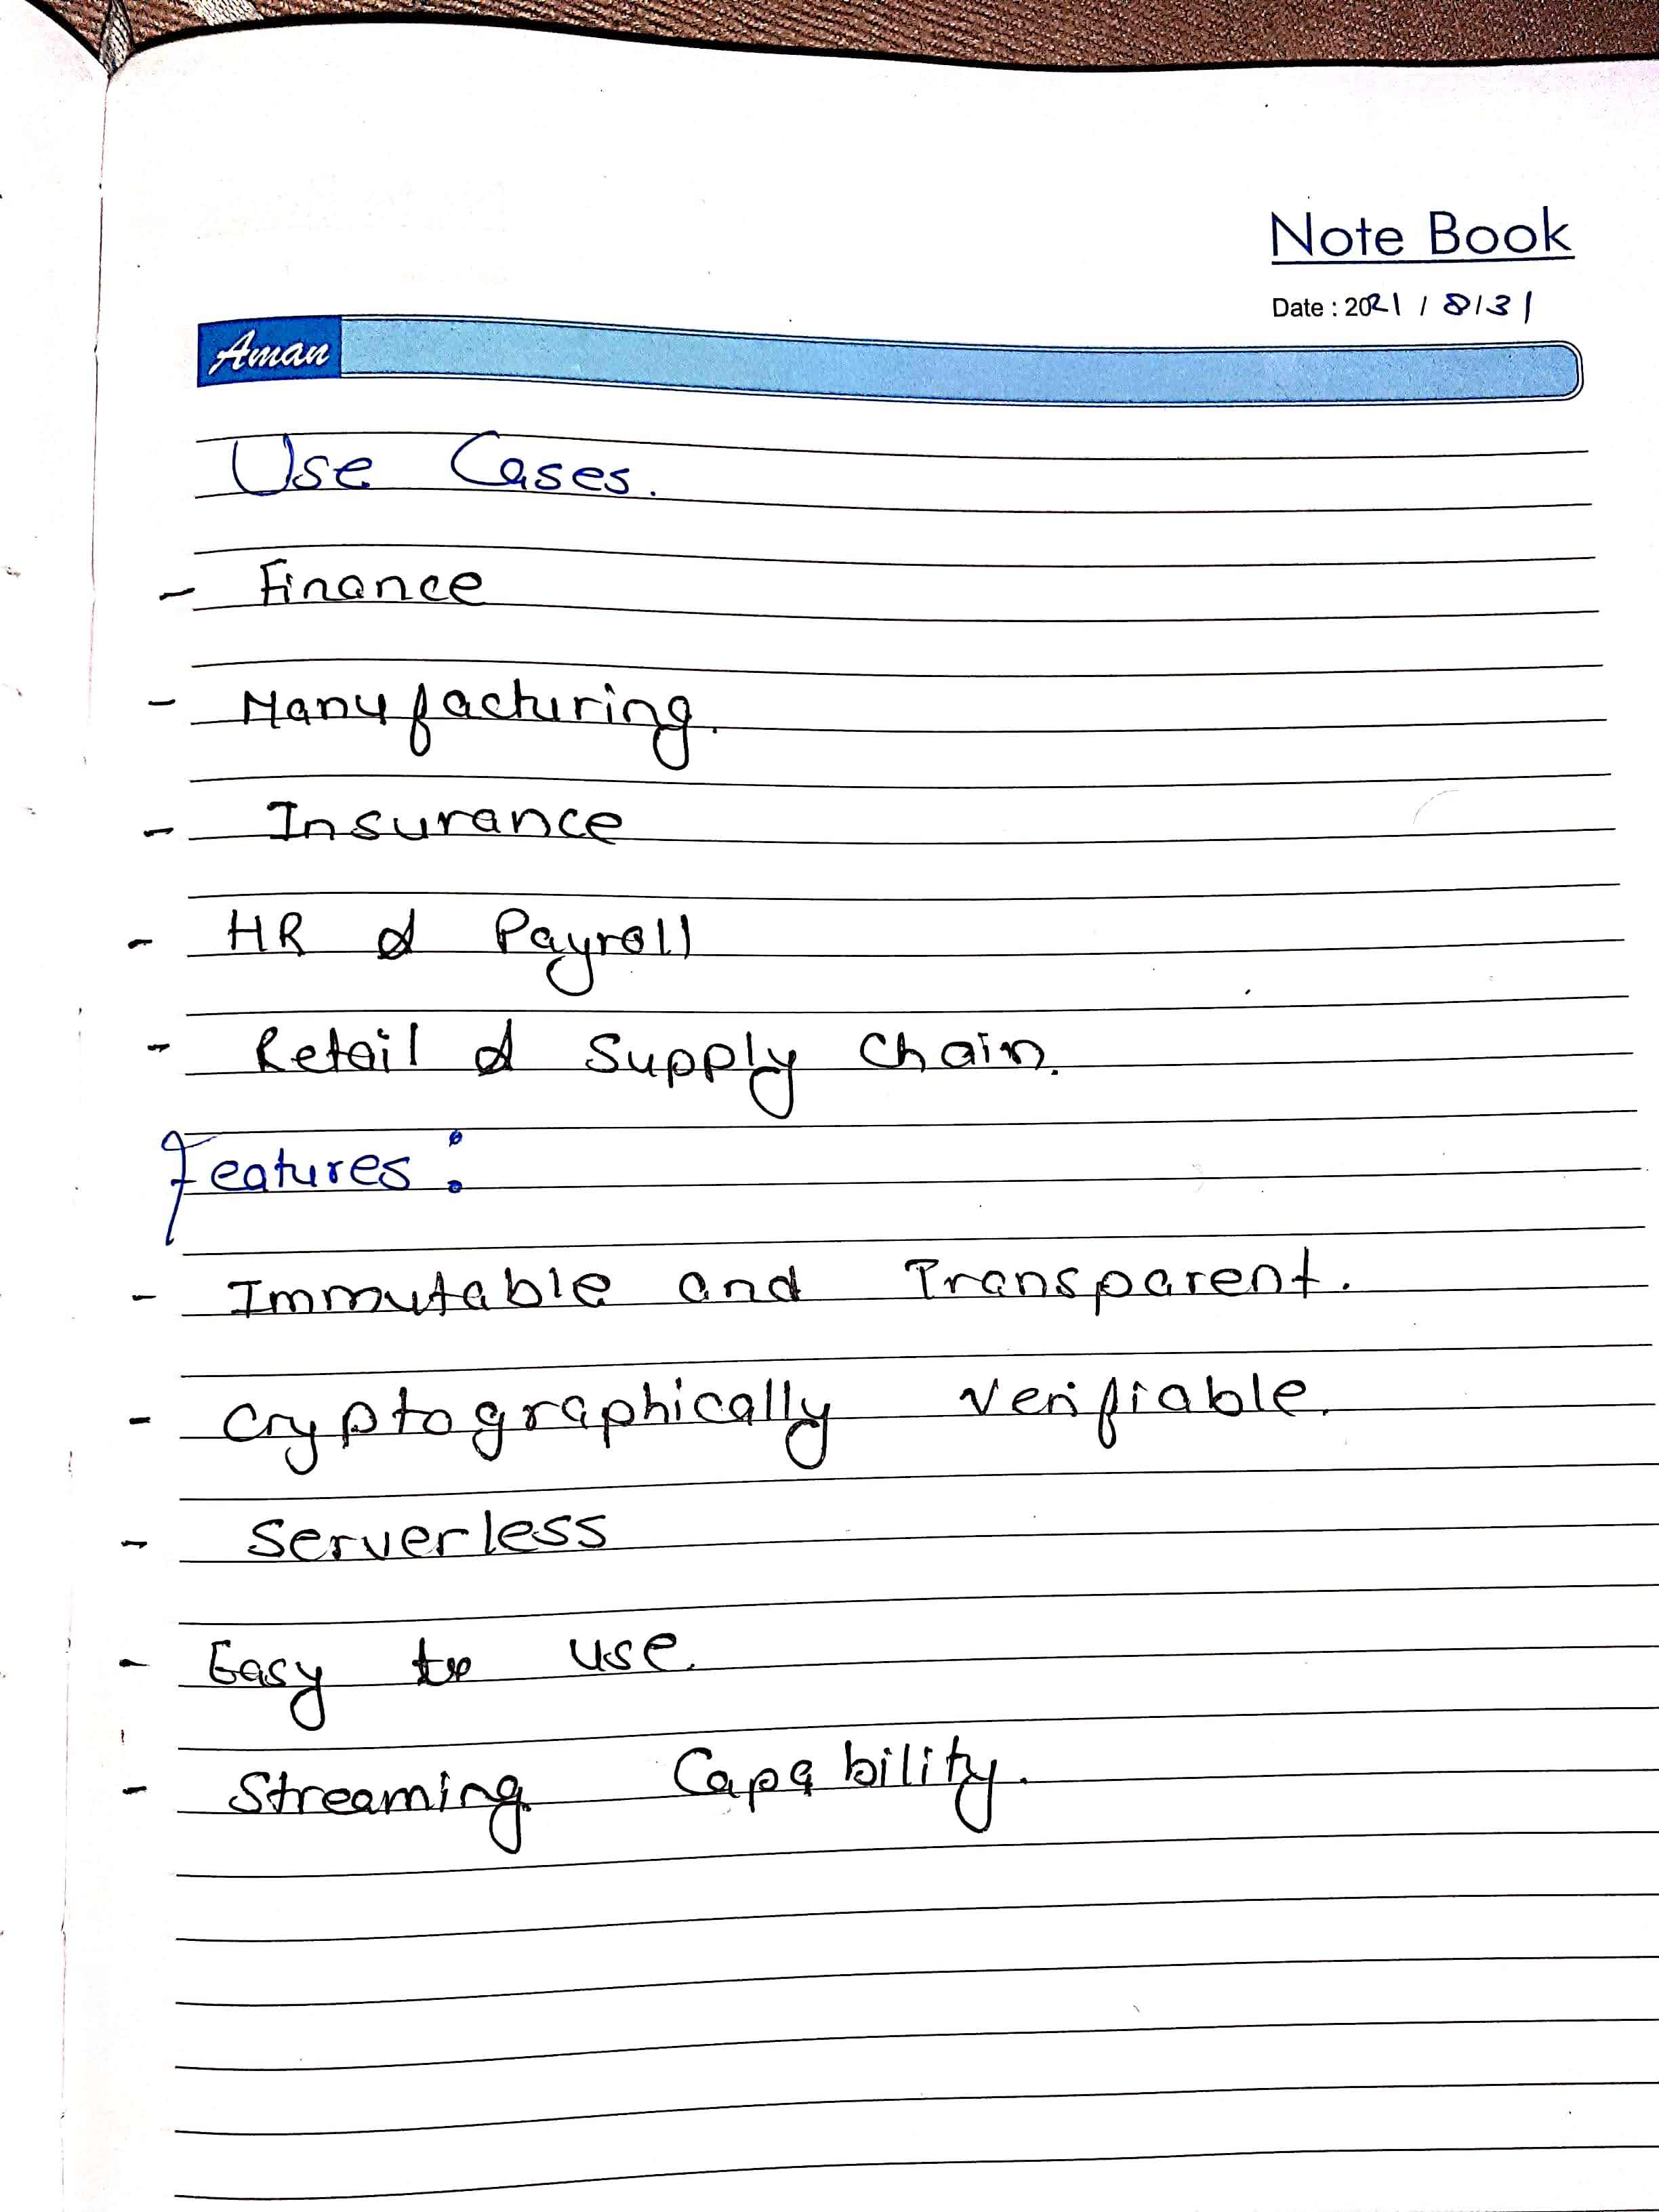 Note Book
Date : 2021 / 8/31
Aman
Use Cases.
- Finance
- Manufacturing.
- Insurance
- HR & Payroll
- Retail & Supply Chain.
Features:
- Immutable and Transparent.
- Cryptographically verifiable.
- Serverless
- Easy to use.
- Streaming Capability.